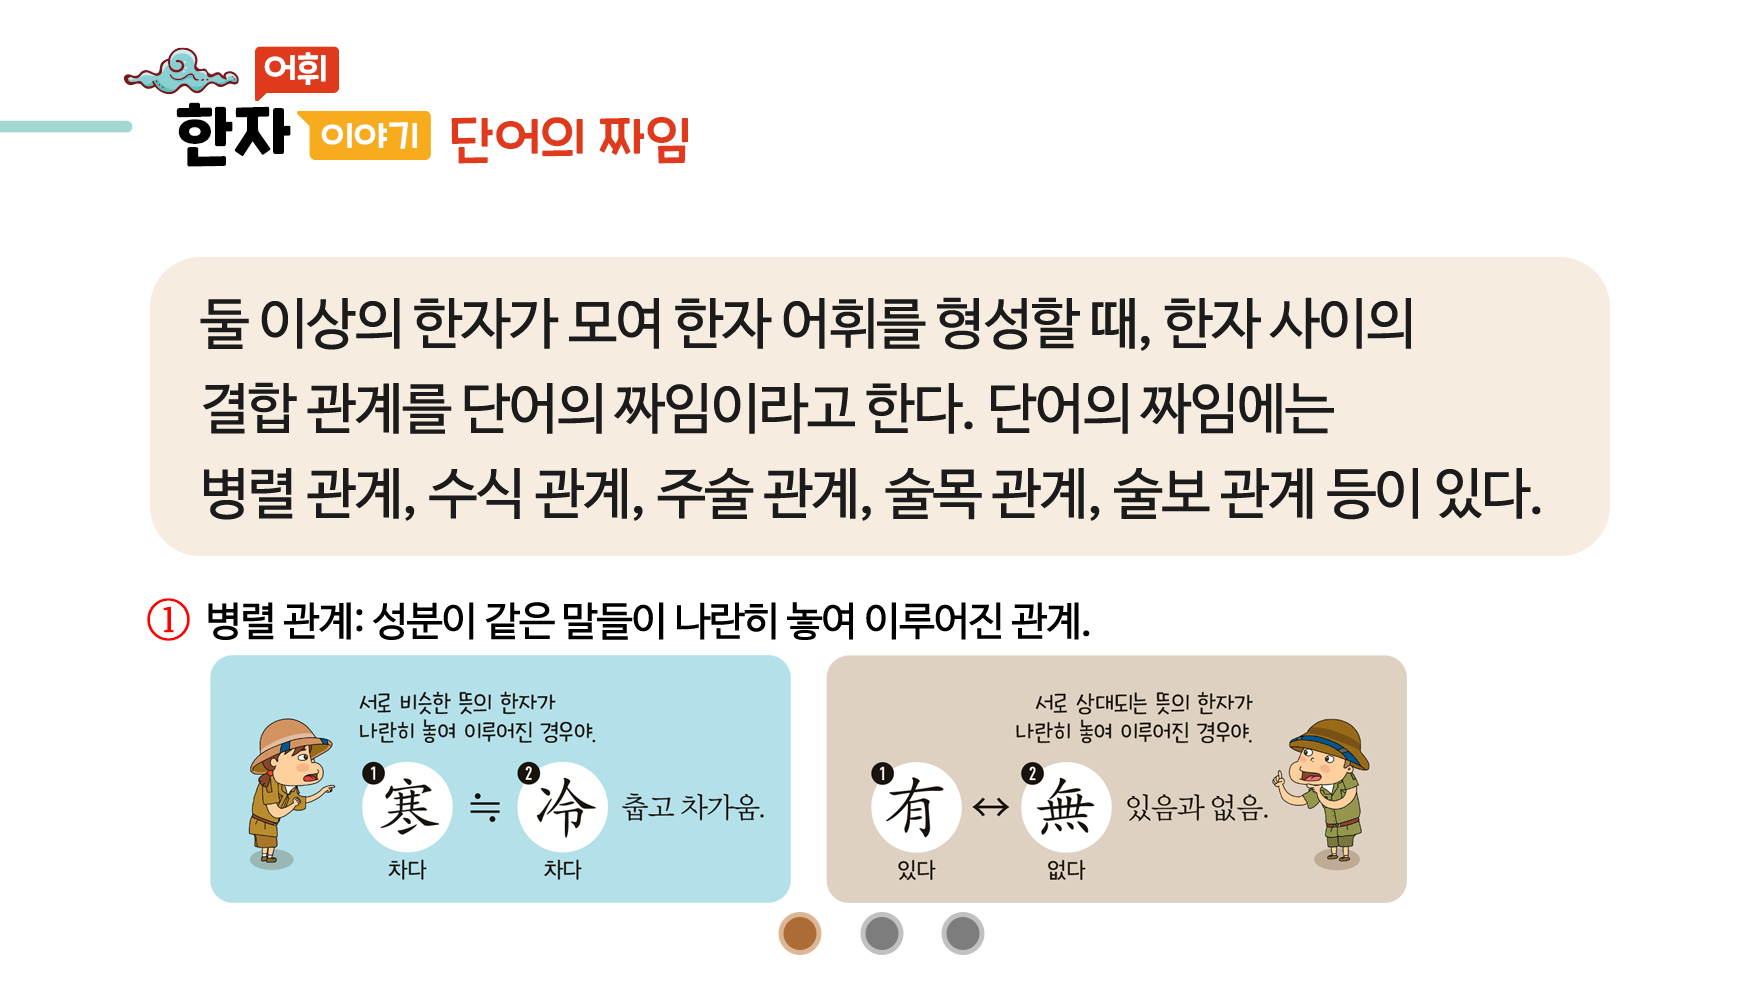 어휘
한자 이야기 단어의 짜임
둘 이상의 한자가 모여 한자 어휘를 형성할 때, 한자 사이의
결합 관계를 단어의 짜임이라고 한다. 단어의 짜임에는
병렬 관계, 수식 관계, 주술 관계, 술목 관계, 술보 관계 등이 있다.
① 병렬 관계: 성분이 같은 말들이 나란히 놓여 이루어진 관계.
서로 비슷한 뜻의 한자가
나란히 놓여 이루어진 경우야.
1 寒 ≒ 2 冷 춥고 차가움.
차다 차다
서로 상대되는 뜻의 한자가
나란히 놓여 이루어진 경우야.
1 有 ↔ 2 無 있음과 없음.
있다 없다